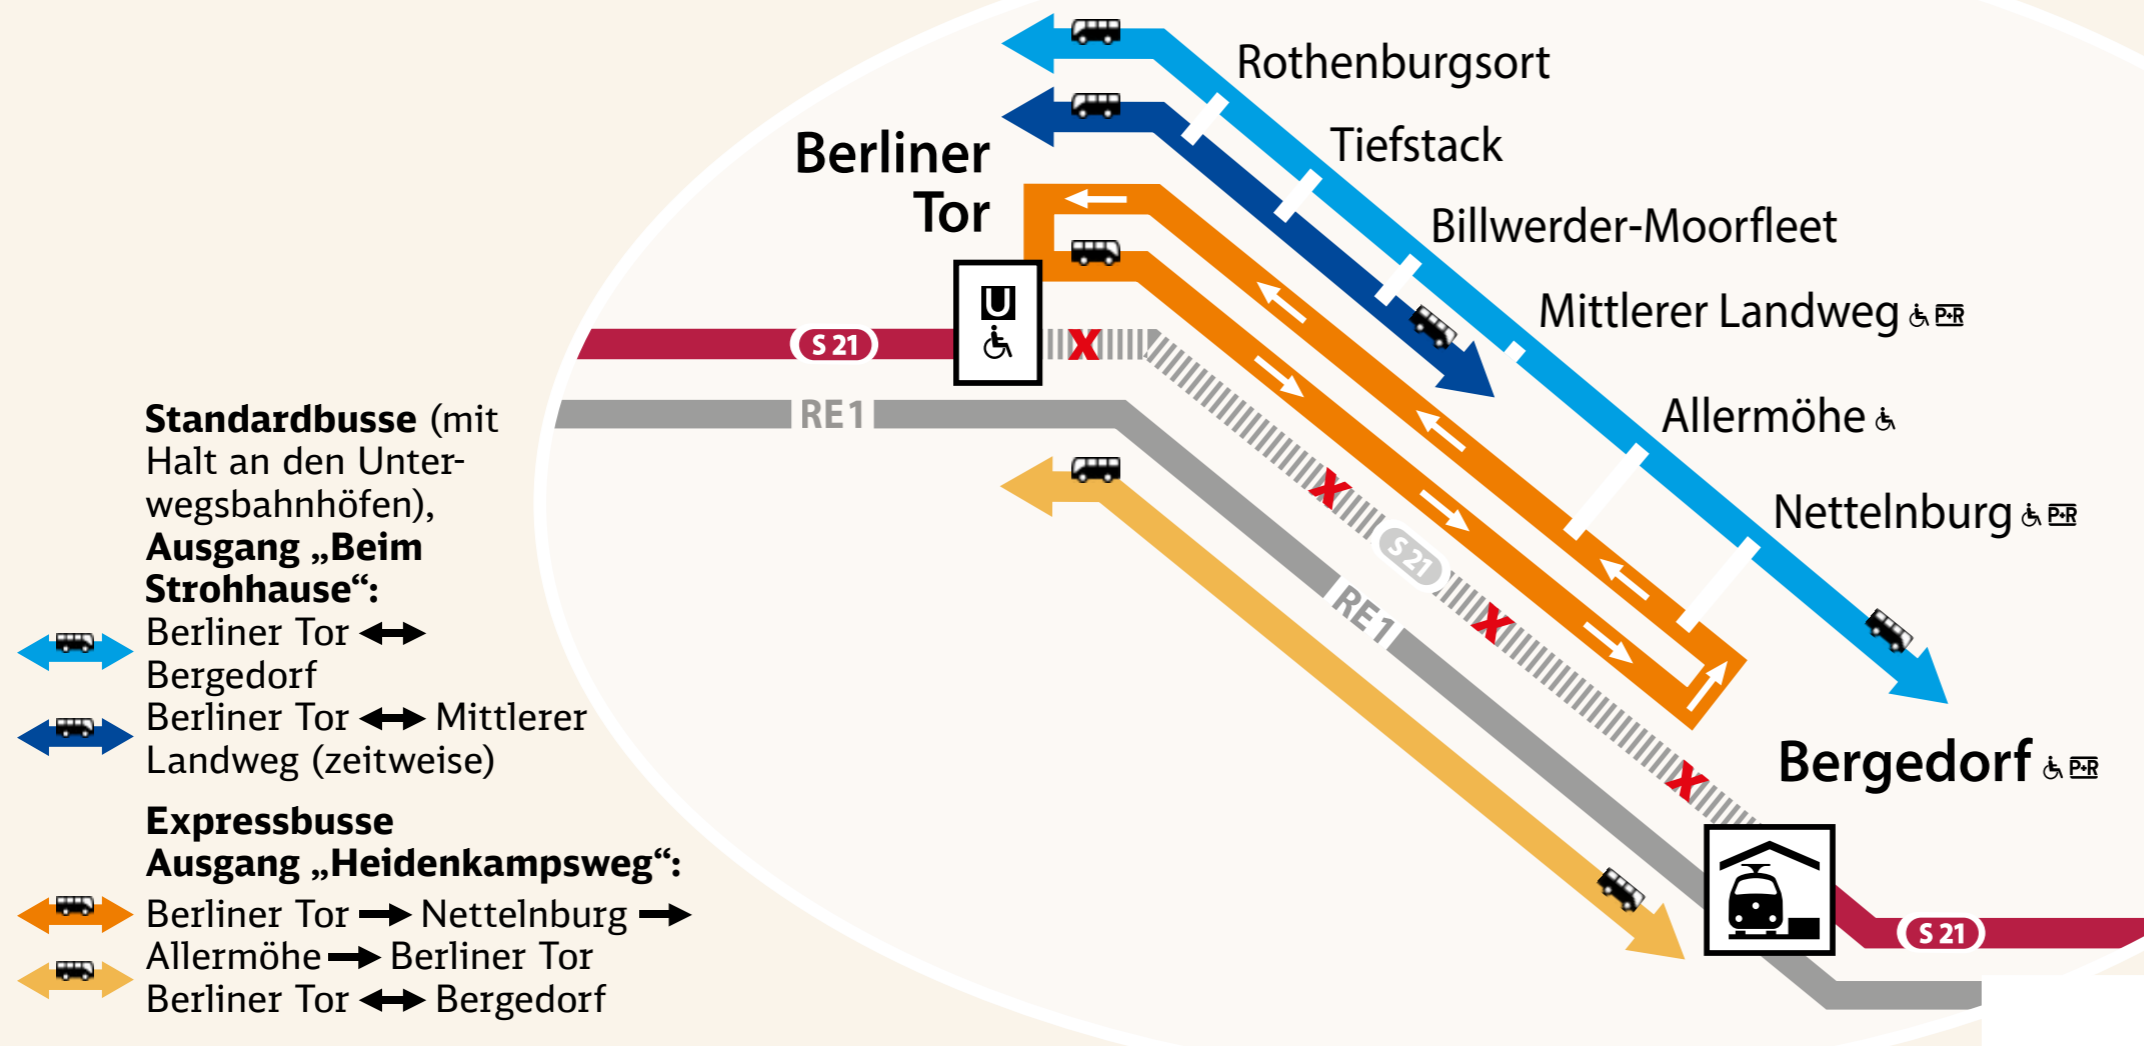 Rothenburgsort
Tiefstack
Berliner
Tor
Billwerder-Moorfleet
Mittlerer Landweg P+R
U
S 21
X
Allermöhe
RE1
Nettelnburg P+R
X
S 21
RE1
X
Bergedorf P+R
X
S 21
Standardbusse (mit
Halt an den Unter-
wegsbahnhöfen),
Ausgang „Beim
Strohhause“:
Berliner Tor ↔
Bergedorf
Berliner Tor ↔ Mittlerer
Landweg (zeitweise)
Expressbusse
Ausgang „Heidenkampsweg“:
Berliner Tor → Nettelnburg →
Allermöhe → Berliner Tor
Berliner Tor ↔ Bergedorf